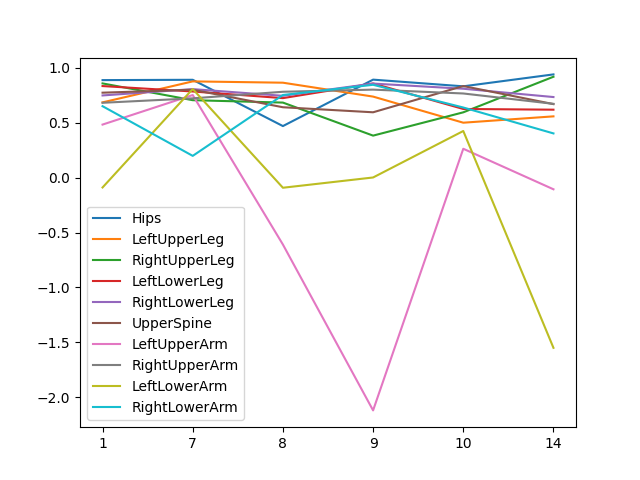 1.0
0.5
0.0
−0.5
−1.0
−1.5
−2.0
Hips
LeftUpperLeg
RightUpperLeg
LeftLowerLeg
RightLowerLeg
UpperSpine
LeftUpperArm
RightUpperArm
LeftLowerArm
RightLowerArm
1 7 8 9 10 14